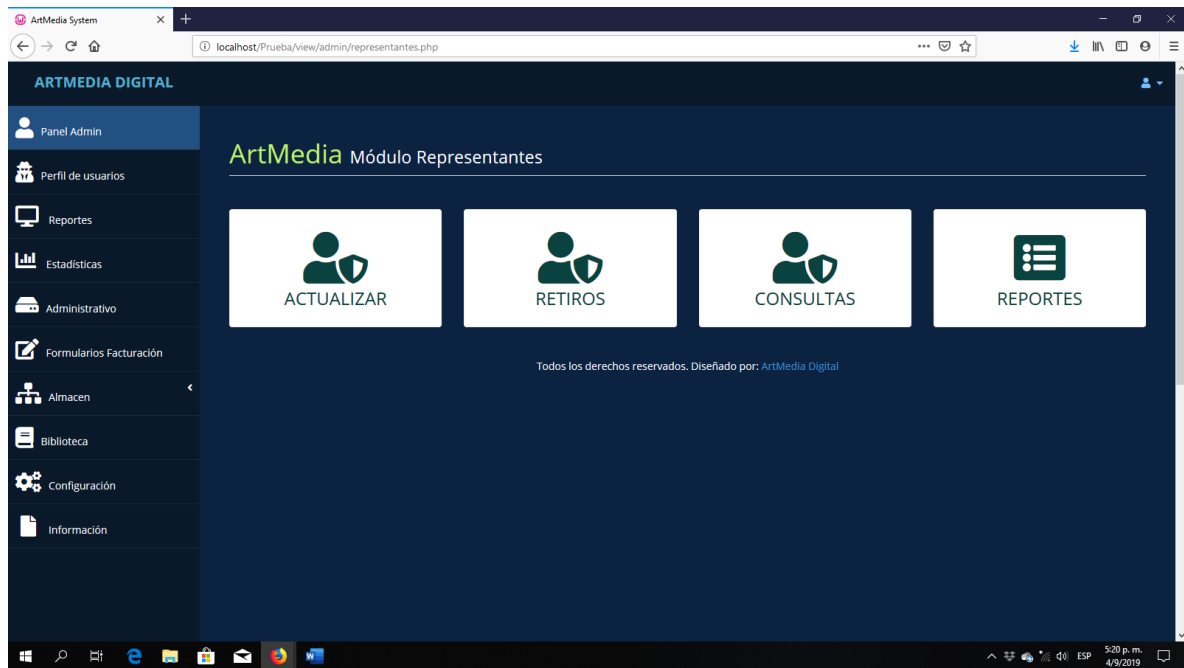 ArtMedia System
localhost/Prueba/view/admin/representantes.php
ARTMEDIA DIGITAL
Panel Admin
Perfil de usuarios
Reportes
Estadísticas
Administrativo
Formularios Facturación
Almacen
Biblioteca
Configuración
Información
ArtMedia Módulo Representantes
ACTUALIZAR
RETIROS
CONSULTAS
REPORTES
Todos los derechos reservados. Diseñado por: ArtMedia Digital
ESP
5:20 p. m.
4/9/2019